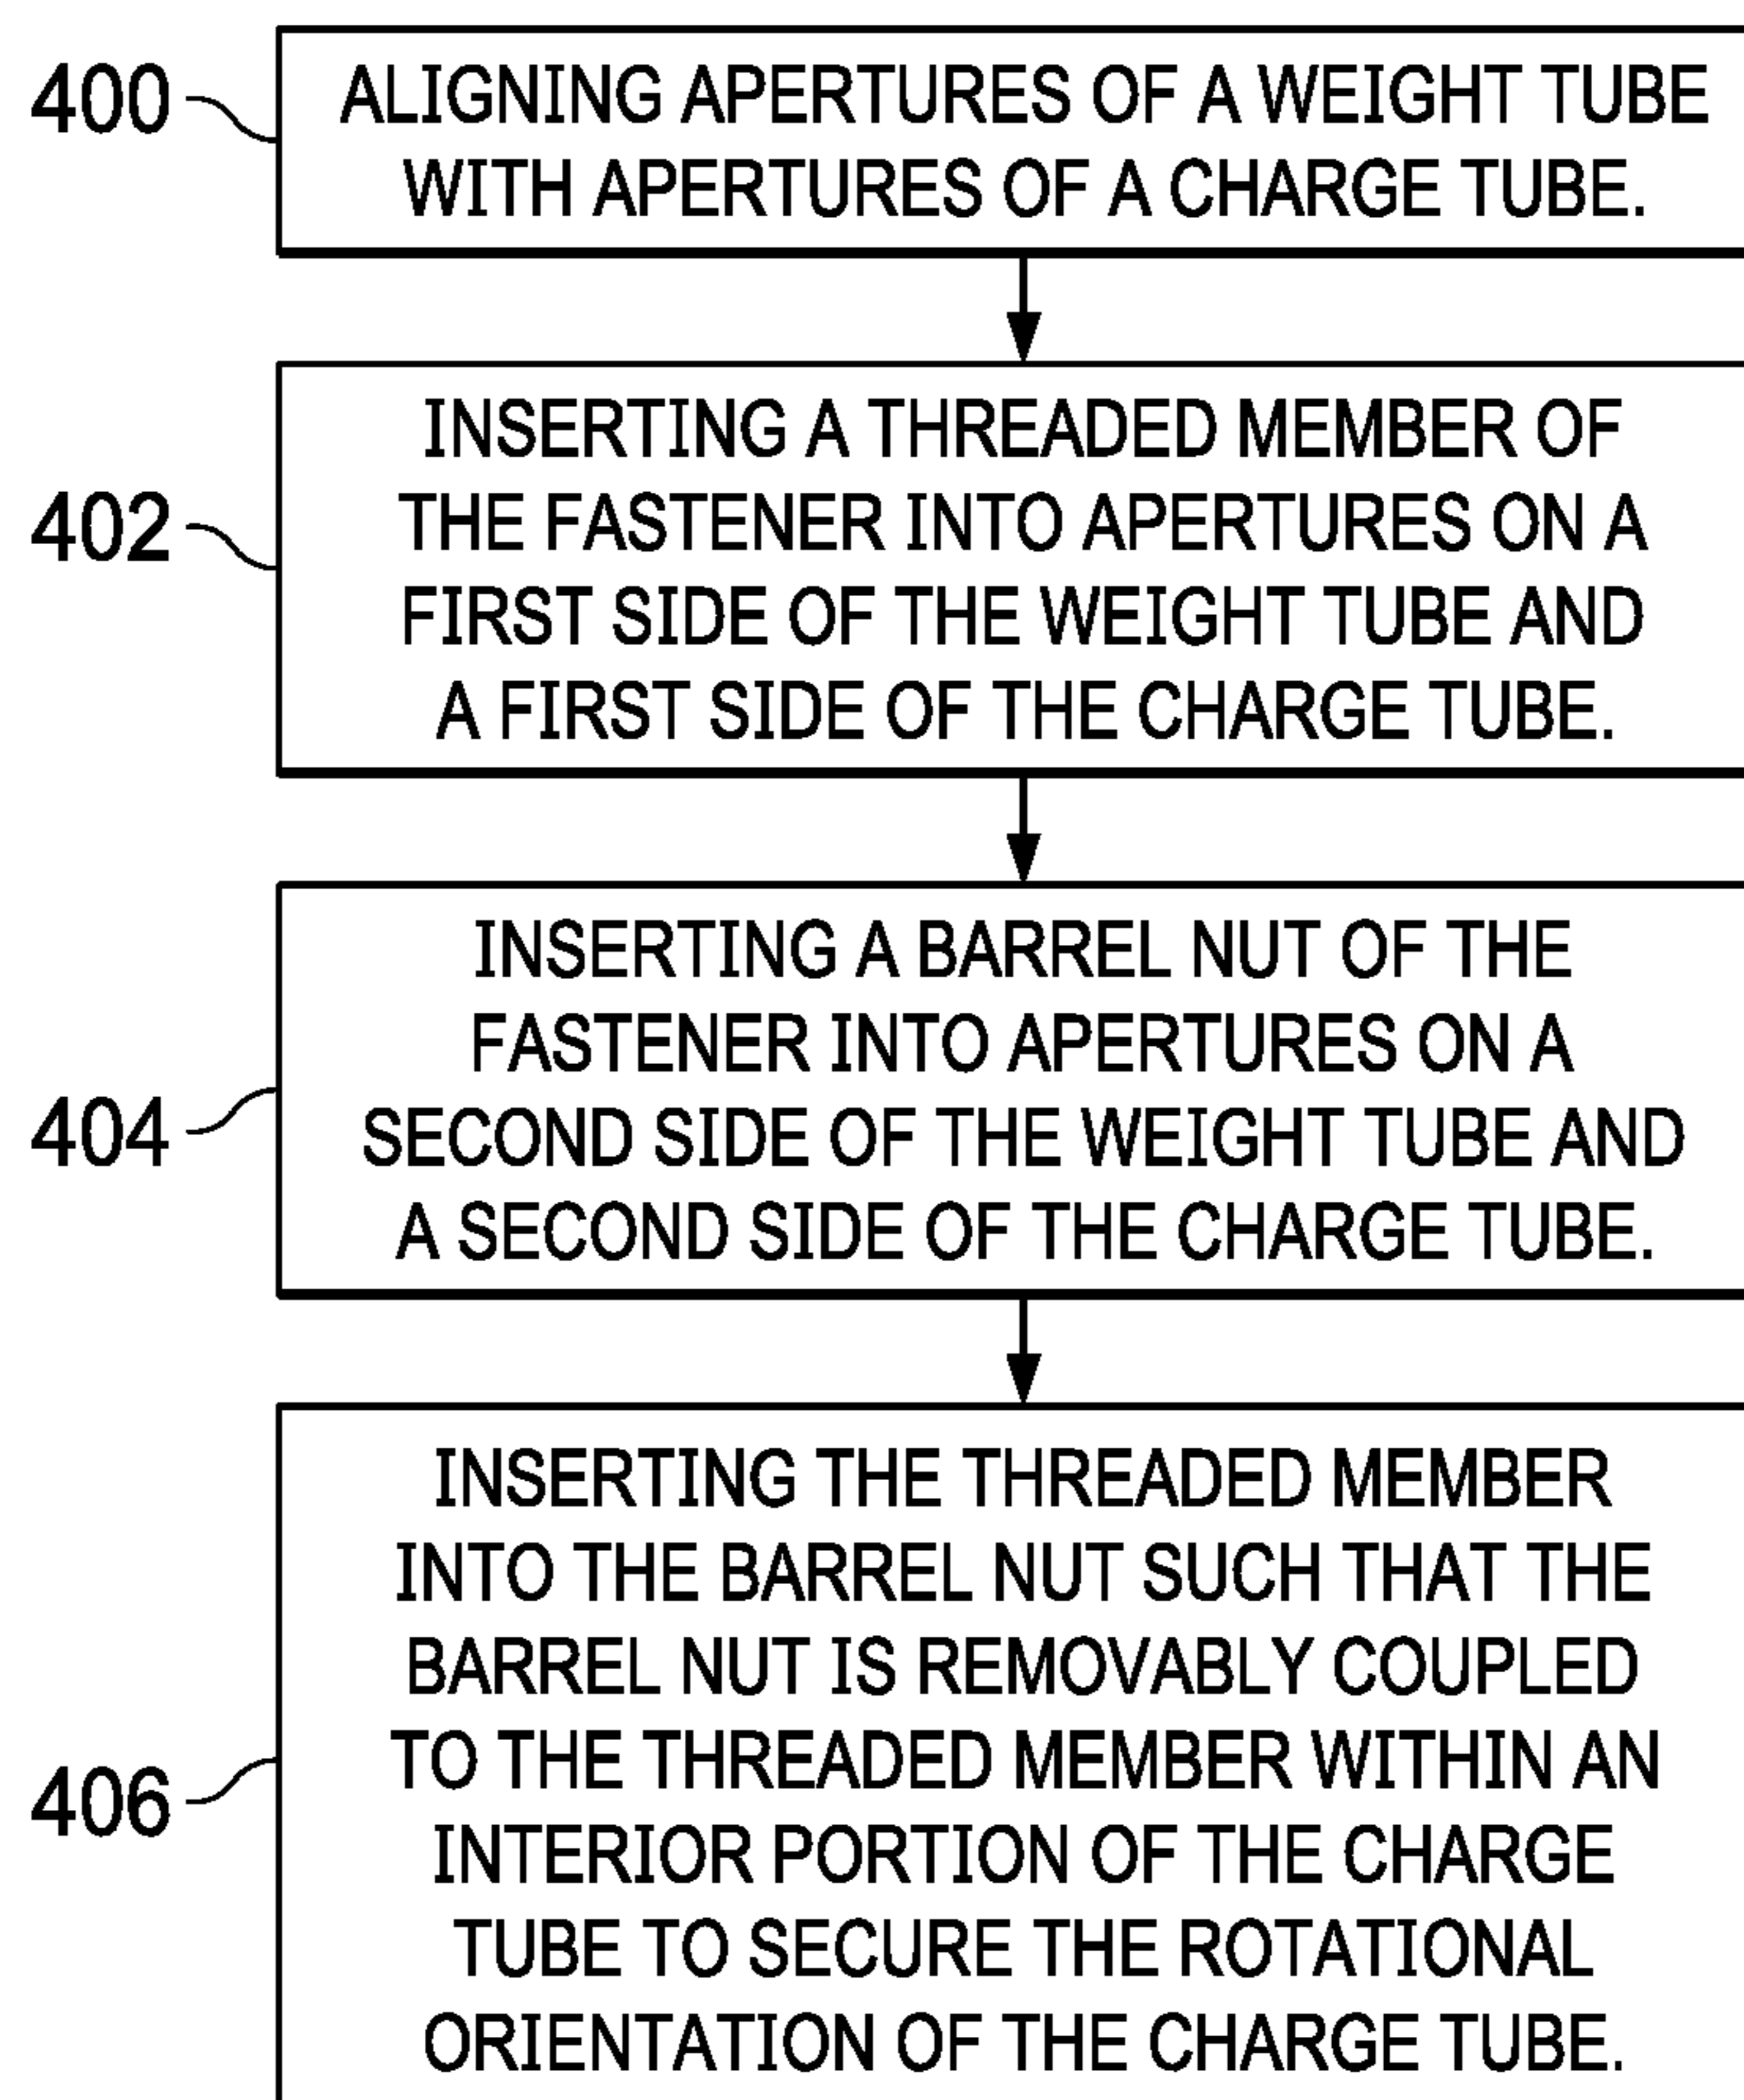 400
ALIGNING APERTURES OF A WEIGHT TUBE
WITH APERTURES OF A CHARGE TUBE.
402
INSERTING A THREADED MEMBER OF
THE FASTENER INTO APERTURES ON A
FIRST SIDE OF THE WEIGHT TUBE AND
A FIRST SIDE OF THE CHARGE TUBE.
404
INSERTING A BARREL NUT OF THE
FASTENER INTO APERTURES ON A
SECOND SIDE OF THE WEIGHT TUBE AND
A SECOND SIDE OF THE CHARGE TUBE.
406
INSERTING THE THREADED MEMBER
INTO THE BARREL NUT SUCH THAT THE
BARREL NUT IS REMOVABLY COUPLED
TO THE THREADED MEMBER WITHIN AN
INTERIOR PORTION OF THE CHARGE
TUBE TO SECURE THE ROTATIONAL
ORIENTATION OF THE CHARGE TUBE.